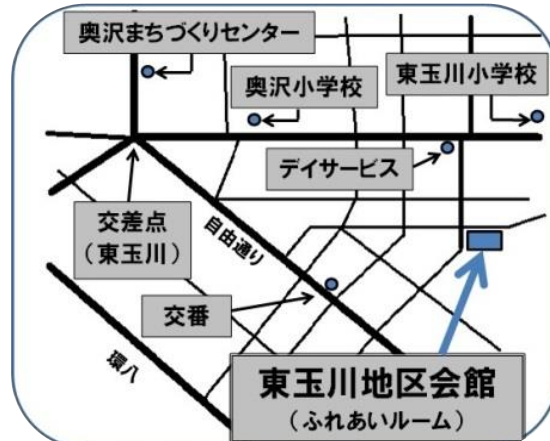 奥沢まちづくりセンター
奥沢小学校
東玉川小学校
デイサービス
交差点
（東玉川）
自由通り
交番
環八
東玉川地区会館
（ふれあいルーム）